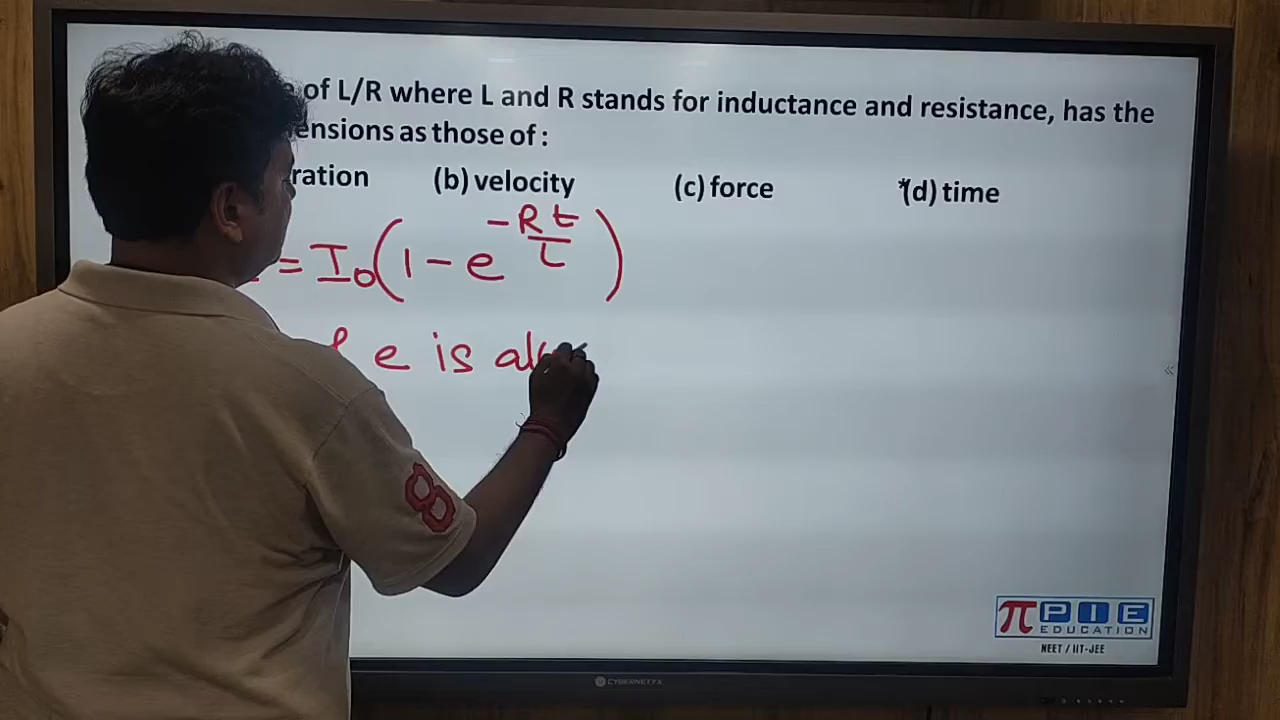 of L/R where L and R stands for inductance and resistance, has the
ensions as those of :
ration (b) velocity (c) force *(d) time
= I₀(1 - e^(-Rt/L))
e is al
π PIE
EDUCATION
NEET / IIT-JEE
CYBERNETYX